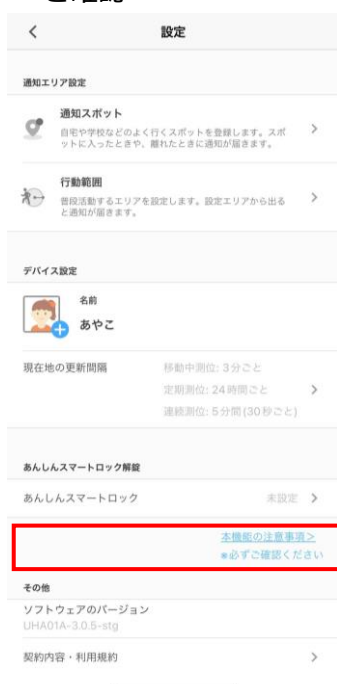 設定
通知エリア設定
通知スポット
自宅や学校などのよく行くスポットを登録します。スポ
ットに入ったときや、離れたときに通知が届きます。
行動範囲
普段活動するエリアを設定します。設定エリアから出る
と通知が届きます。
デバイス設定
名前
あやこ
現在地の更新間隔
移動中測位: 3分ごと
定期測位: 24時間ごと
連続測位: 5分間(30秒ごと)
あんしんスマートロック解錠
あんしんスマートロック 未設定
本機能の注意事項＞
※必ずご確認ください
その他
ソフトウェアのバージョン
UHA01A-3.0.5-stg
契約内容・利用規約